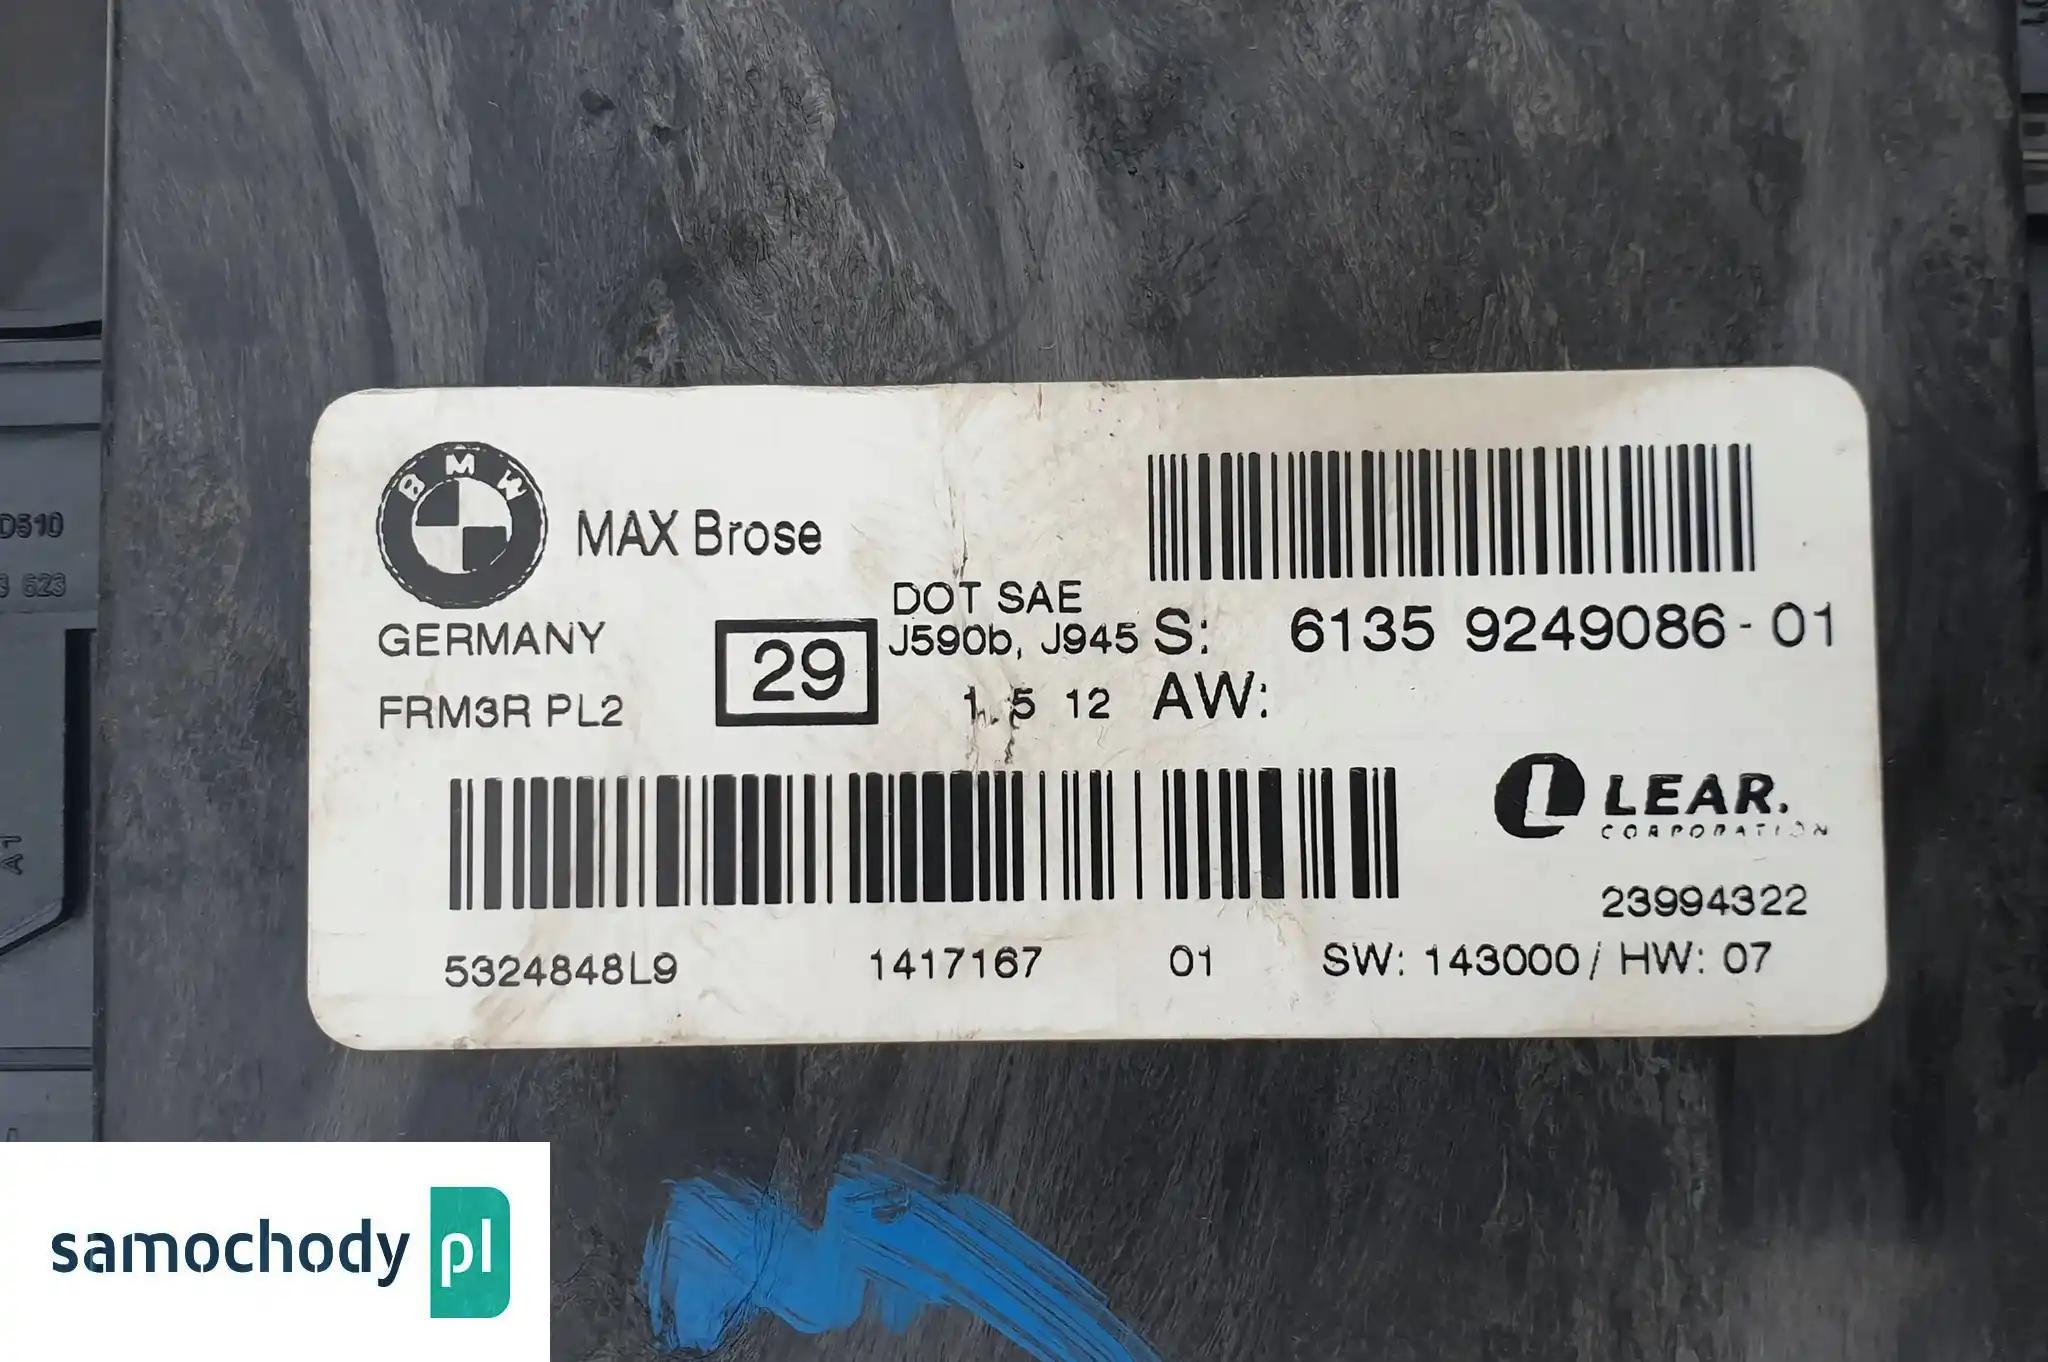 BMW
MAX Brose
GERMANY
FRM3R PL2
29
DOT SAE
J590b, J945
1. 5 12
S: 6135 9249086-01
AW:
LEAR.
CORPORATION
23994322
5324848L9 1417167 01 SW: 143000/ HW: 07
D510
623
A1
samochody pl